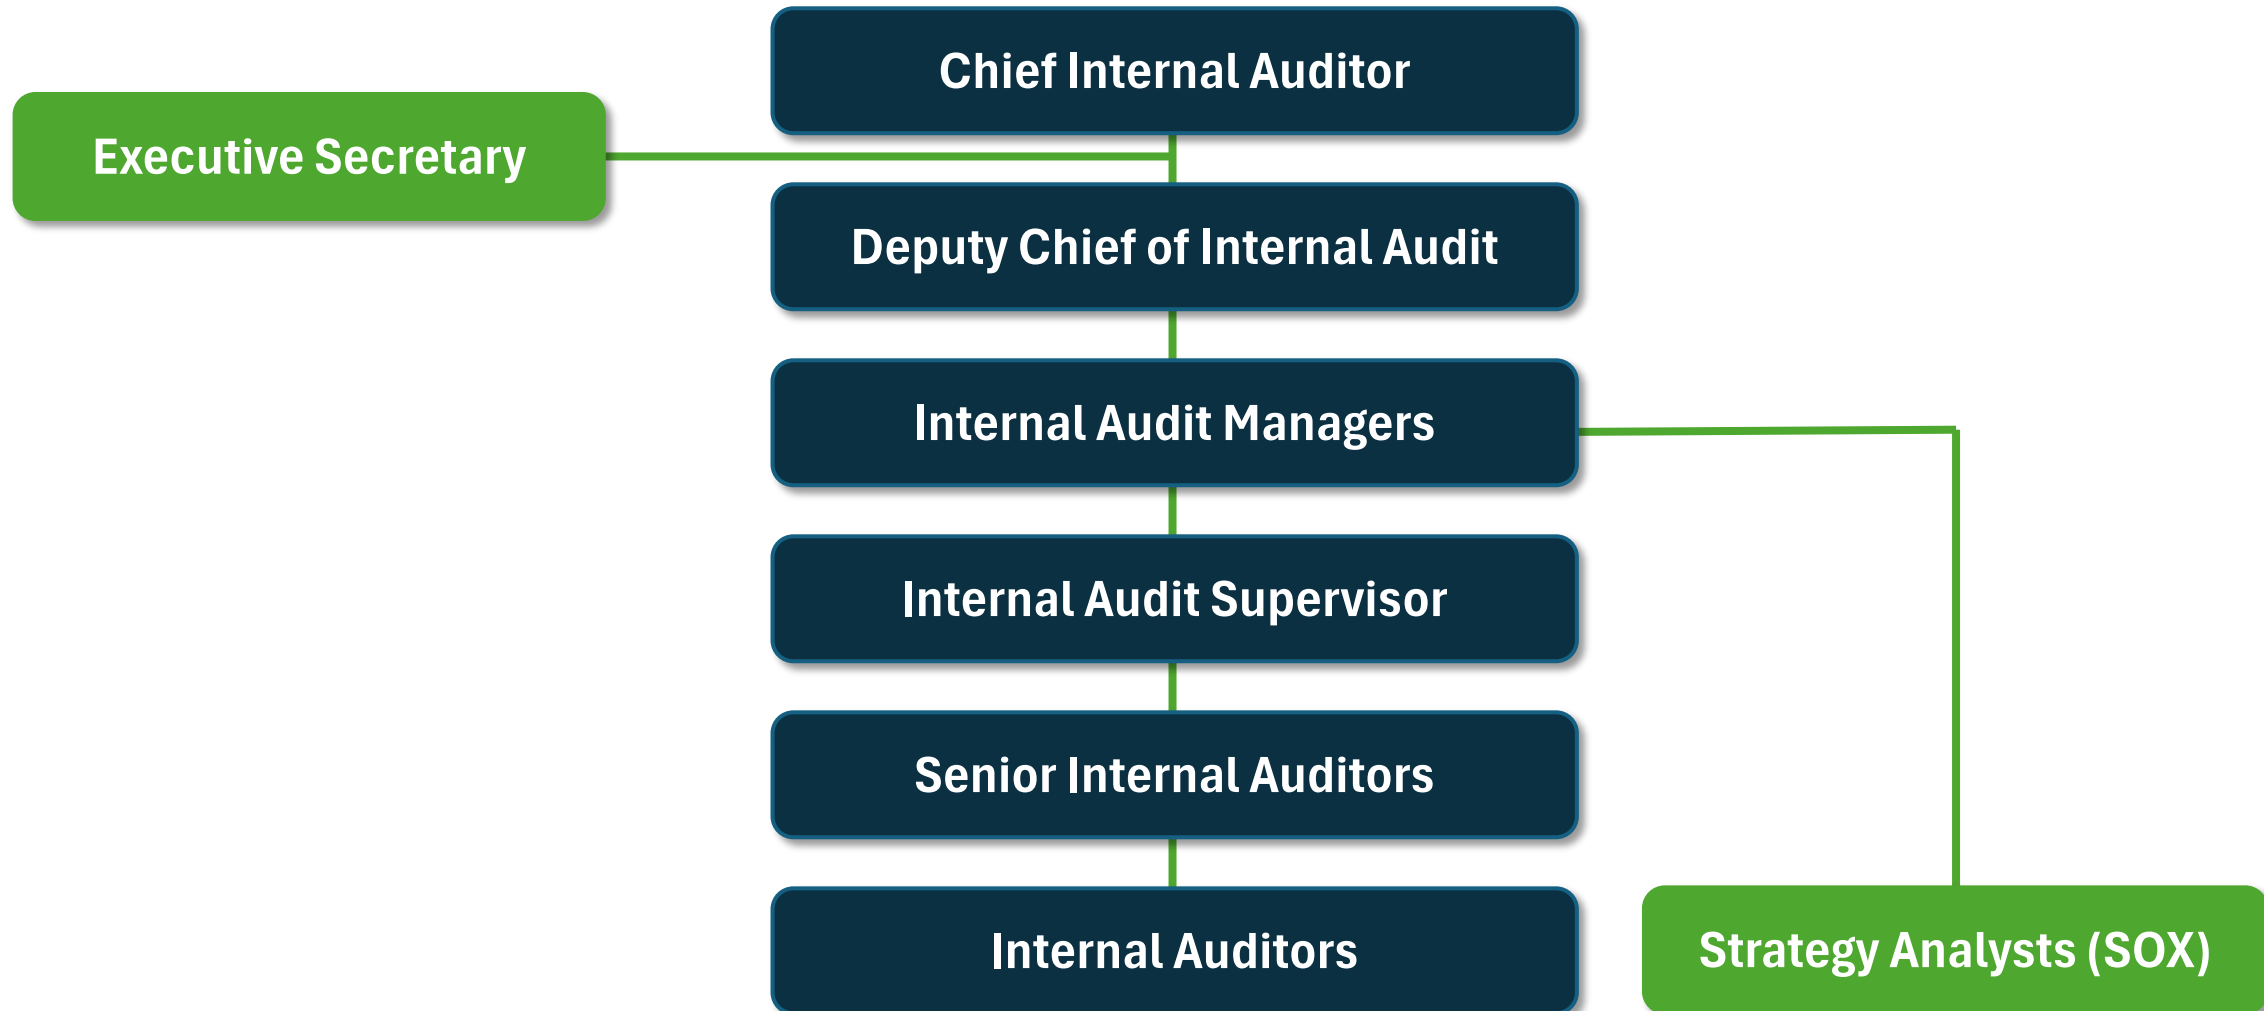 Chief Internal Auditor
Executive Secretary
Deputy Chief of Internal Audit
Internal Audit Managers
Internal Audit Supervisor
Senior Internal Auditors
Internal Auditors
Strategy Analysts (SOX)